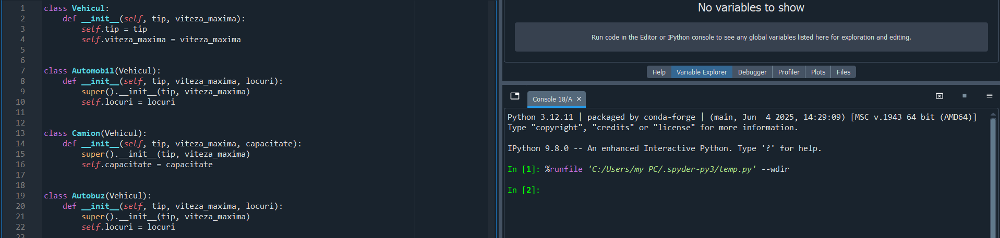 1 class Vehicul:
2     def __init__(self, tip, viteza_maxima):
3         self.tip = tip
4         self.viteza_maxima = viteza_maxima
5
6
7 class Automobil(Vehicul):
8     def __init__(self, tip, viteza_maxima, locuri):
9         super().__init__(tip, viteza_maxima)
10         self.locuri = locuri
11
12
13 class Camion(Vehicul):
14     def __init__(self, tip, viteza_maxima, capacitate):
15         super().__init__(tip, viteza_maxima)
16         self.capacitate = capacitate
17
18
19 class Autobuz(Vehicul):
20     def __init__(self, tip, viteza_maxima, locuri):
21         super().__init__(tip, viteza_maxima)
22         self.locuri = locuri
23
No variables to show
Run code in the Editor or IPython console to see any global variables listed here for exploration and editing.
Help Variable Explorer Debugger Profiler Plots Files
Console 18/A
Python 3.12.11 | packaged by conda-forge | (main, Jun  4 2025, 14:29:09) [MSC v.1943 64 bit (AMD64)]
Type "copyright", "credits" or "license" for more information.
IPython 9.8.0 -- An enhanced Interactive Python. Type '?' for help.
In [1]: %runfile 'C:/Users/my PC/.spyder-py3/temp.py' --wdir
In [2]: